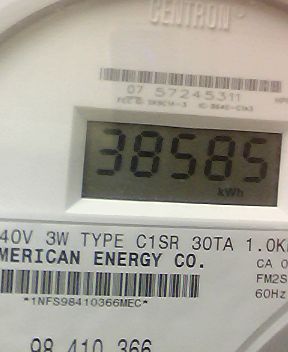 CENTRON
07 57245311
38585
kWh
40V 3W TYPE C1SR 30TA 1.0K
MERICAN ENERGY CO.
CA 0
FM2S
60Hz
*1NFS98410366MEC*
98 410 366